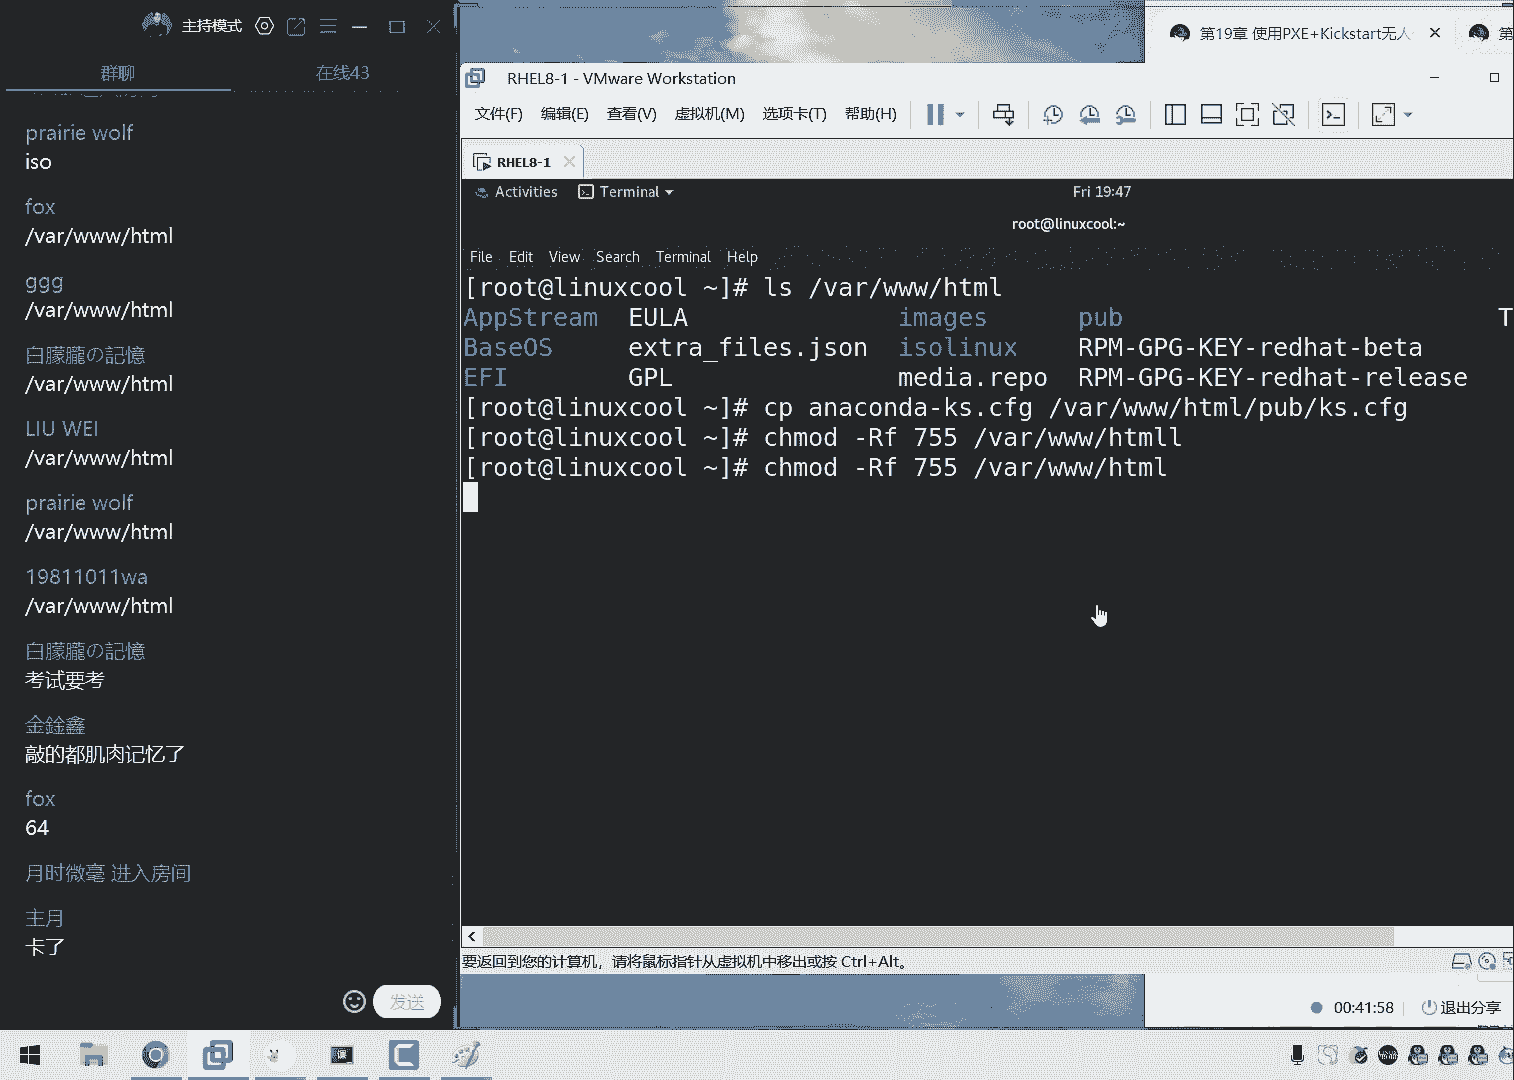 主持模式
群聊
在线43
prairie wolf
iso
fox
/var/www/html
ggg
/var/www/html
白朦朧の記憶
/var/www/html
LIU WEI
/var/www/html
prairie wolf
/var/www/html
19811011wa
/var/www/html
白朦朧の記憶
考试要考
金銓鑫
敲的都肌肉记忆了
fox
64
月时微毫 进入房间
主月
卡了
发送
第19章 使用PXE+Kickstart无人
第
RHEL8-1 - VMware Workstation
文件(F) 编辑(E) 查看(V) 虚拟机(M) 选项卡(T) 帮助(H)
RHEL8-1
Activities Terminal Fri 19:47
root@linuxcool:~
File Edit View Search Terminal Help
[root@linuxcool ~]# ls /var/www/html
AppStream EULA images pub T
BaseOS extra_files.json isolinux RPM-GPG-KEY-redhat-beta
EFI GPL media.repo RPM-GPG-KEY-redhat-release
[root@linuxcool ~]# cp anaconda-ks.cfg /var/www/html/pub/ks.cfg
[root@linuxcool ~]# chmod -Rf 755 /var/www/htmll
[root@linuxcool ~]# chmod -Rf 755 /var/www/html
要返回到您的计算机，请将鼠标指针从虚拟机中移出或按 Ctrl+Alt。
00:41:58 退出分享